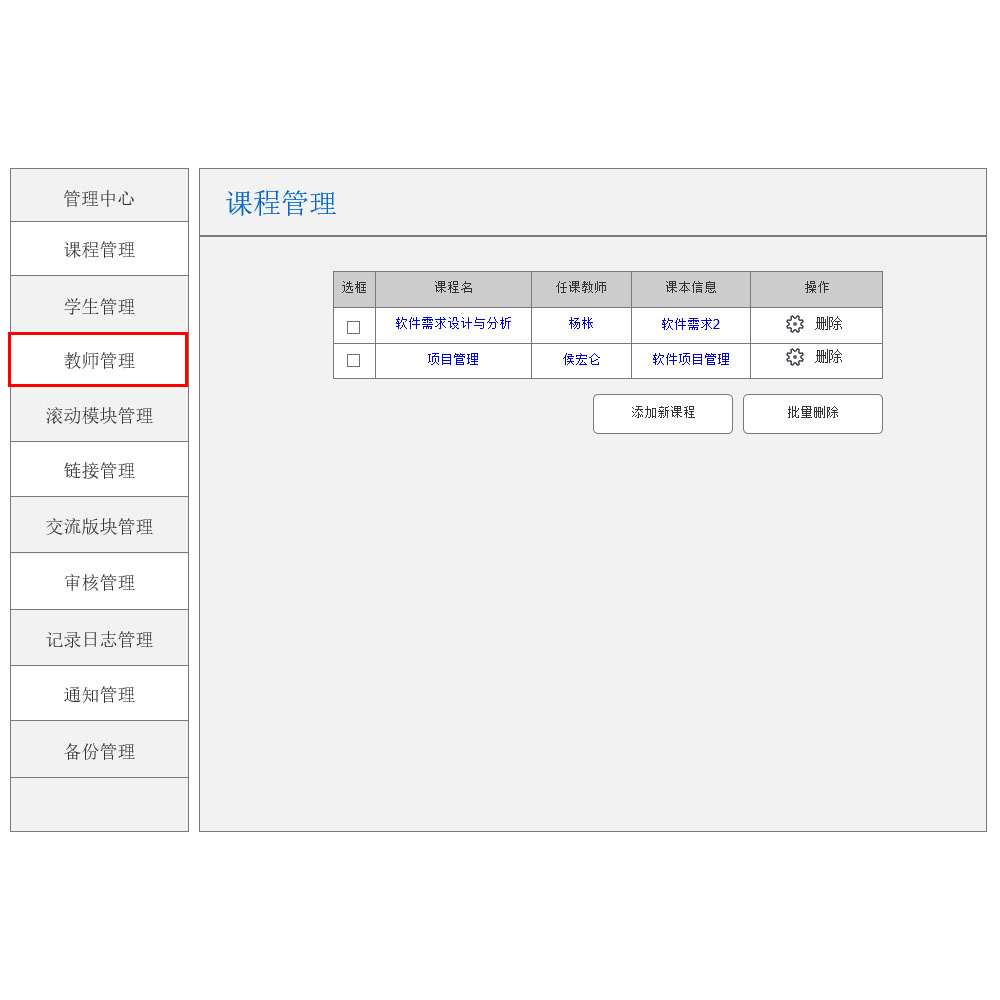 管理中心
课程管理
学生管理
教师管理
滚动模块管理
链接管理
交流版块管理
审核管理
记录日志管理
通知管理
备份管理
课程管理
选框 课程名 任课教师 课本信息 操作
软件需求设计与分析 杨枨 软件需求2 删除
项目管理 侯宏仑 软件项目管理 删除
添加新课程 批量删除